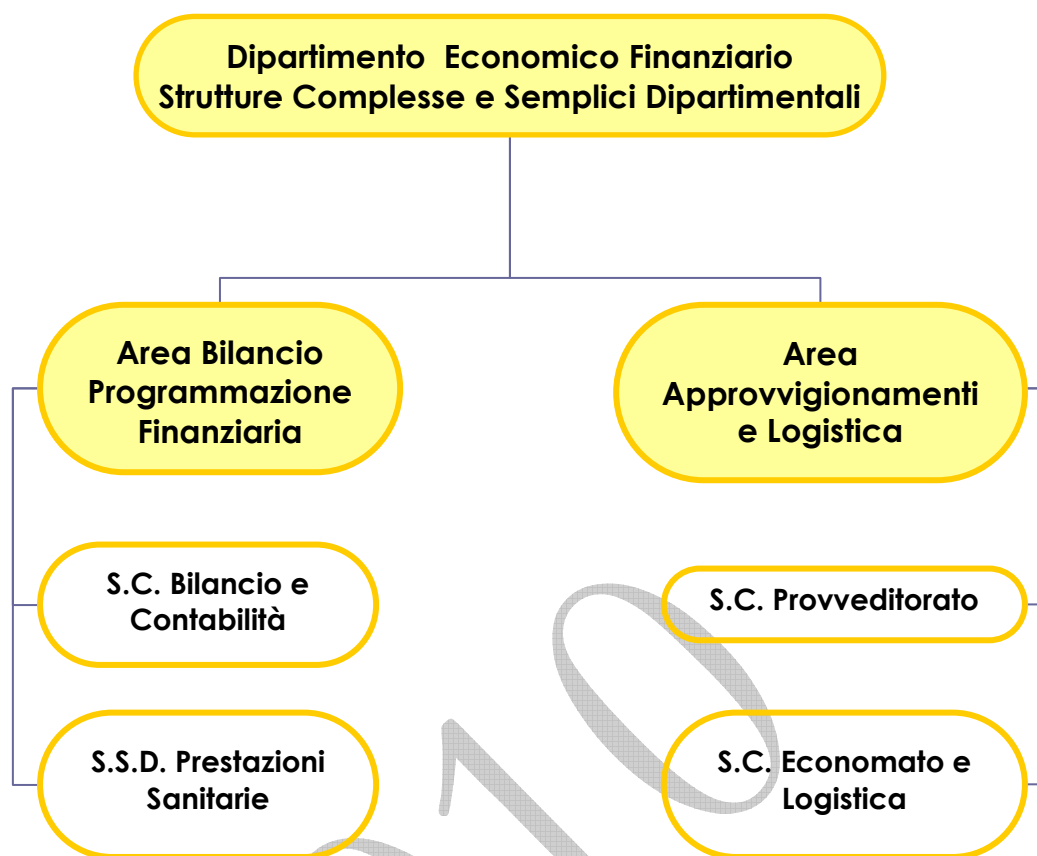 Dipartimento Economico Finanziario
Strutture Complesse e Semplici Dipartimentali
Area Bilancio
Programmazione
Finanziaria
Area
Approvvigionamenti
e Logistica
S.C. Bilancio e
Contabilità
S.C. Provveditorato
S.S.D. Prestazioni
Sanitarie
S.C. Economato e
Logistica